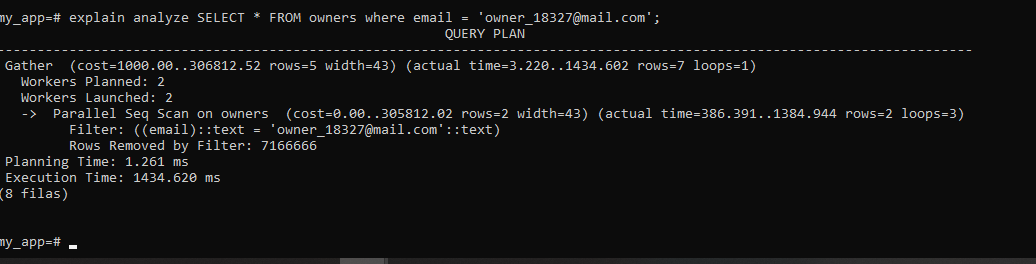 my_app=# explain analyze SELECT * FROM owners where email = 'owner_18327@mail.com';
QUERY PLAN
----------------------------------------------------------------------------------------------------------------------------
Gather  (cost=1000.00..306812.52 rows=5 width=43) (actual time=3.220..1434.602 rows=7 loops=1)
Workers Planned: 2
Workers Launched: 2
->  Parallel Seq Scan on owners  (cost=0.00..305812.02 rows=2 width=43) (actual time=386.391..1384.944 rows=2 loops=3)
Filter: ((email)::text = 'owner_18327@mail.com'::text)
Rows Removed by Filter: 7166666
Planning Time: 1.261 ms
Execution Time: 1434.620 ms
(8 filas)
my_app=#